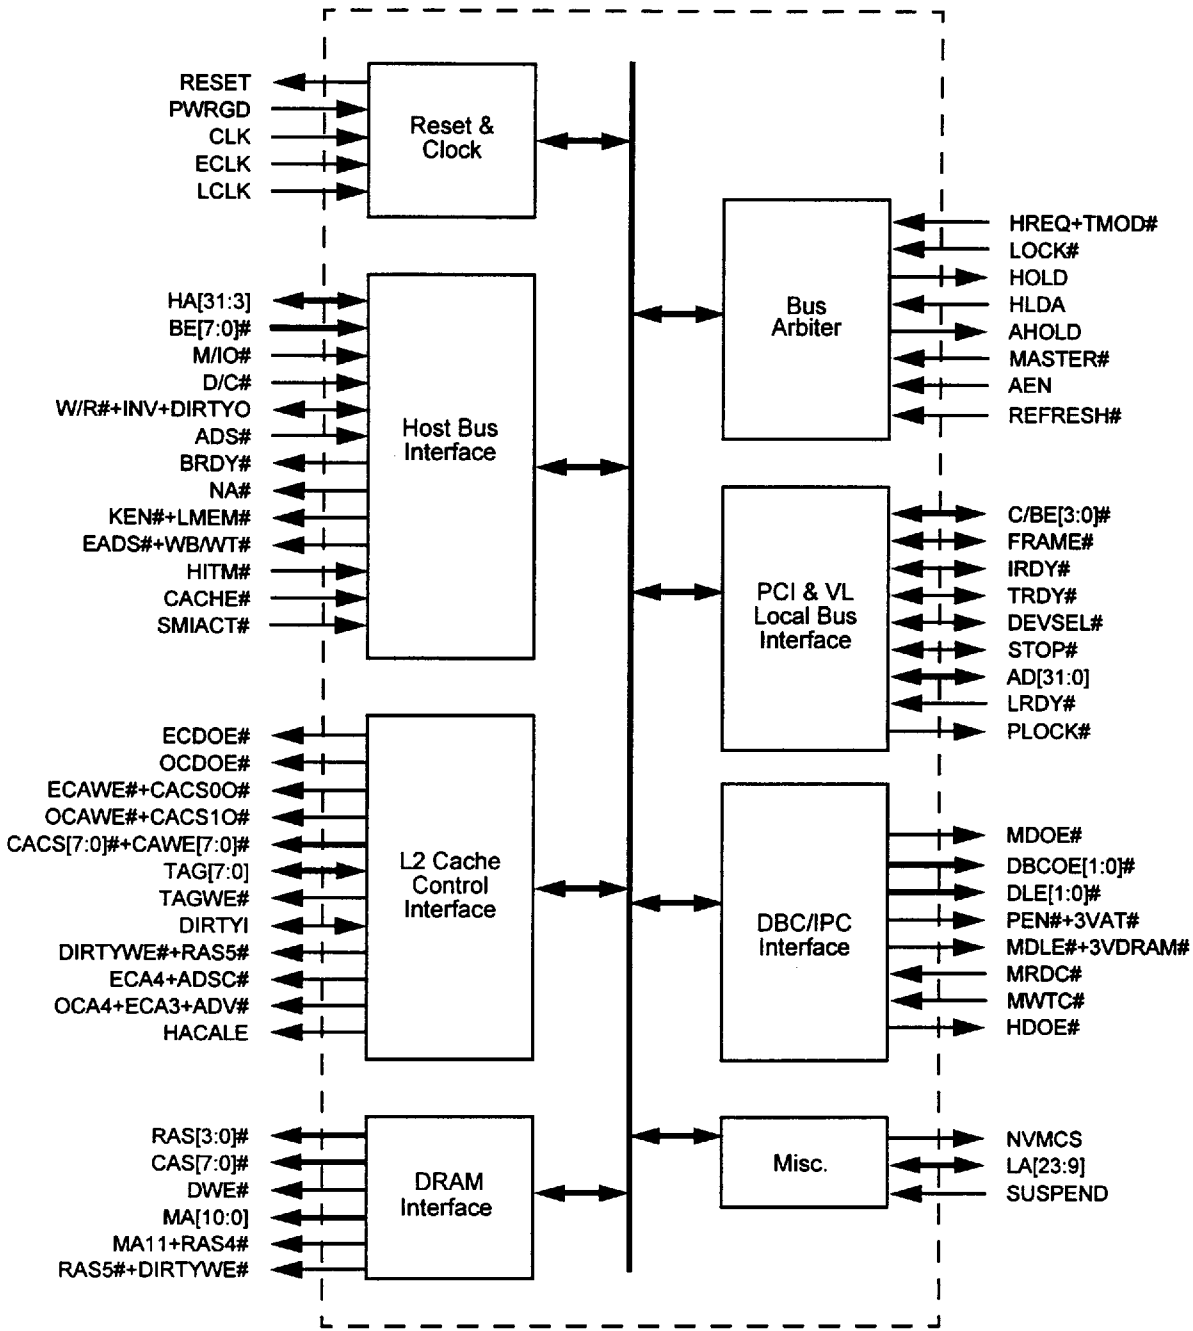 RESET
PWRGD
CLK
ECLK
LCLK
Reset &
Clock
HA[31:3]
BE[7:0]#
M/IO#
D/C#
W/R#+INV+DIRTYO
ADS#
BRDY#
NA#
KEN#+LMEM#
EADS#+WB/WT#
HITM#
CACHE#
SMIACT#
Host Bus
Interface
ECDOE#
OCDOE#
ECAWE#+CACS0O#
OCAWE#+CACS1O#
CACS[7:0]#+CAWE[7:0]#
TAG[7:0]
TAGWE#
DIRTYI
DIRTYWE#+RAS5#
ECA4+ADSC#
OCA4+ECA3+ADV#
HACALE
L2 Cache
Control
Interface
RAS[3:0]#
CAS[7:0]#
DWE#
MA[10:0]
MA11+RAS4#
RAS5#+DIRTYWE#
DRAM
Interface
Bus
Arbiter
HREQ+TMOD#
LOCK#
HOLD
HLDA
AHOLD
MASTER#
AEN
REFRESH#
PCI & VL
Local Bus
Interface
C/BE[3:0]#
FRAME#
IRDY#
TRDY#
DEVSEL#
STOP#
AD[31:0]
LRDY#
PLOCK#
DBC/IPC
Interface
MDOE#
DBCOE[1:0]#
DLE[1:0]#
PEN#+3VAT#
MDLE#+3VDRAM#
MRDC#
MWTC#
HDOE#
Misc.
NVMCS
LA[23:9]
SUSPEND